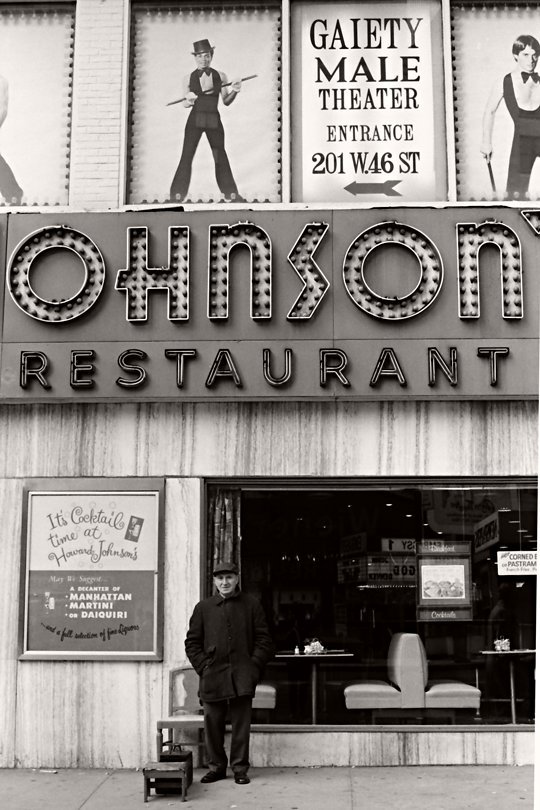 GAIETY
MALE
THEATER
ENTRANCE
201 W.46 ST
OHNSON'
RESTAURANT
It's Cocktail
time at
Howard Johnson's
May We Suggest...
A DECANTER OF
• MANHATTAN
• MARTINI
• OR DAIQUIRI
...and a full selection of fine Liquors
Cocktails
CORNED B
PASTRAM